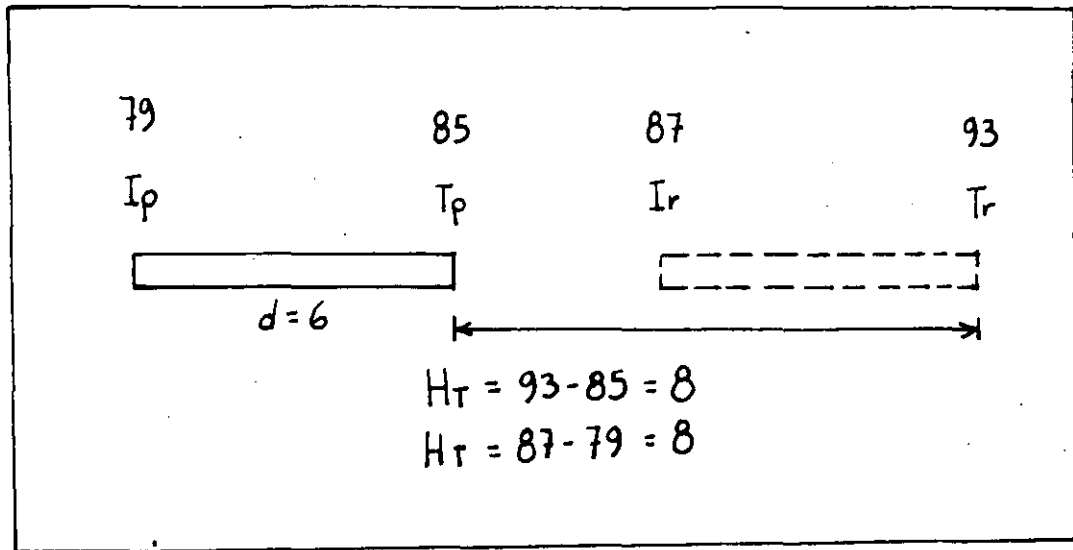 79 85 87 93
Ip Tp Ir Tr
d = 6
HT = 93-85 = 8
HT = 87-79 = 8